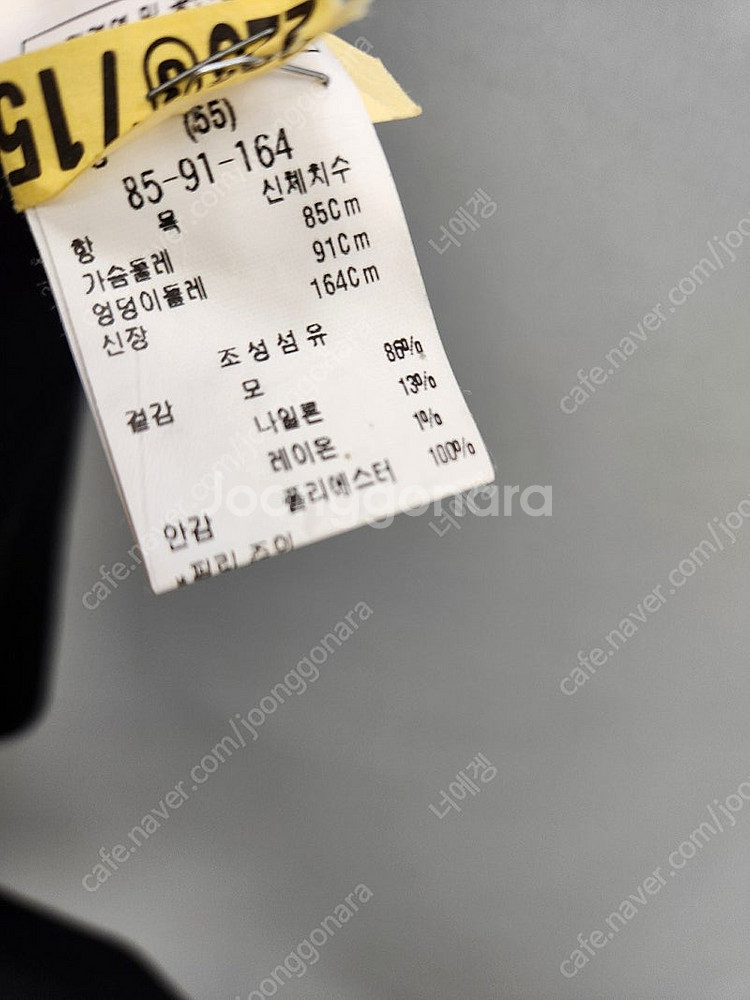 (55)
85-91-164
항 목 신체치수
가슴둘레 85Cm
엉덩이둘레 91Cm
신장 164Cm
조성섬유
겉감 모 86%
나일론 13%
레이온 1%
안감 폴리에스터 100%
Joonggonara
너에겡
cafe.naver.com/joonggonara